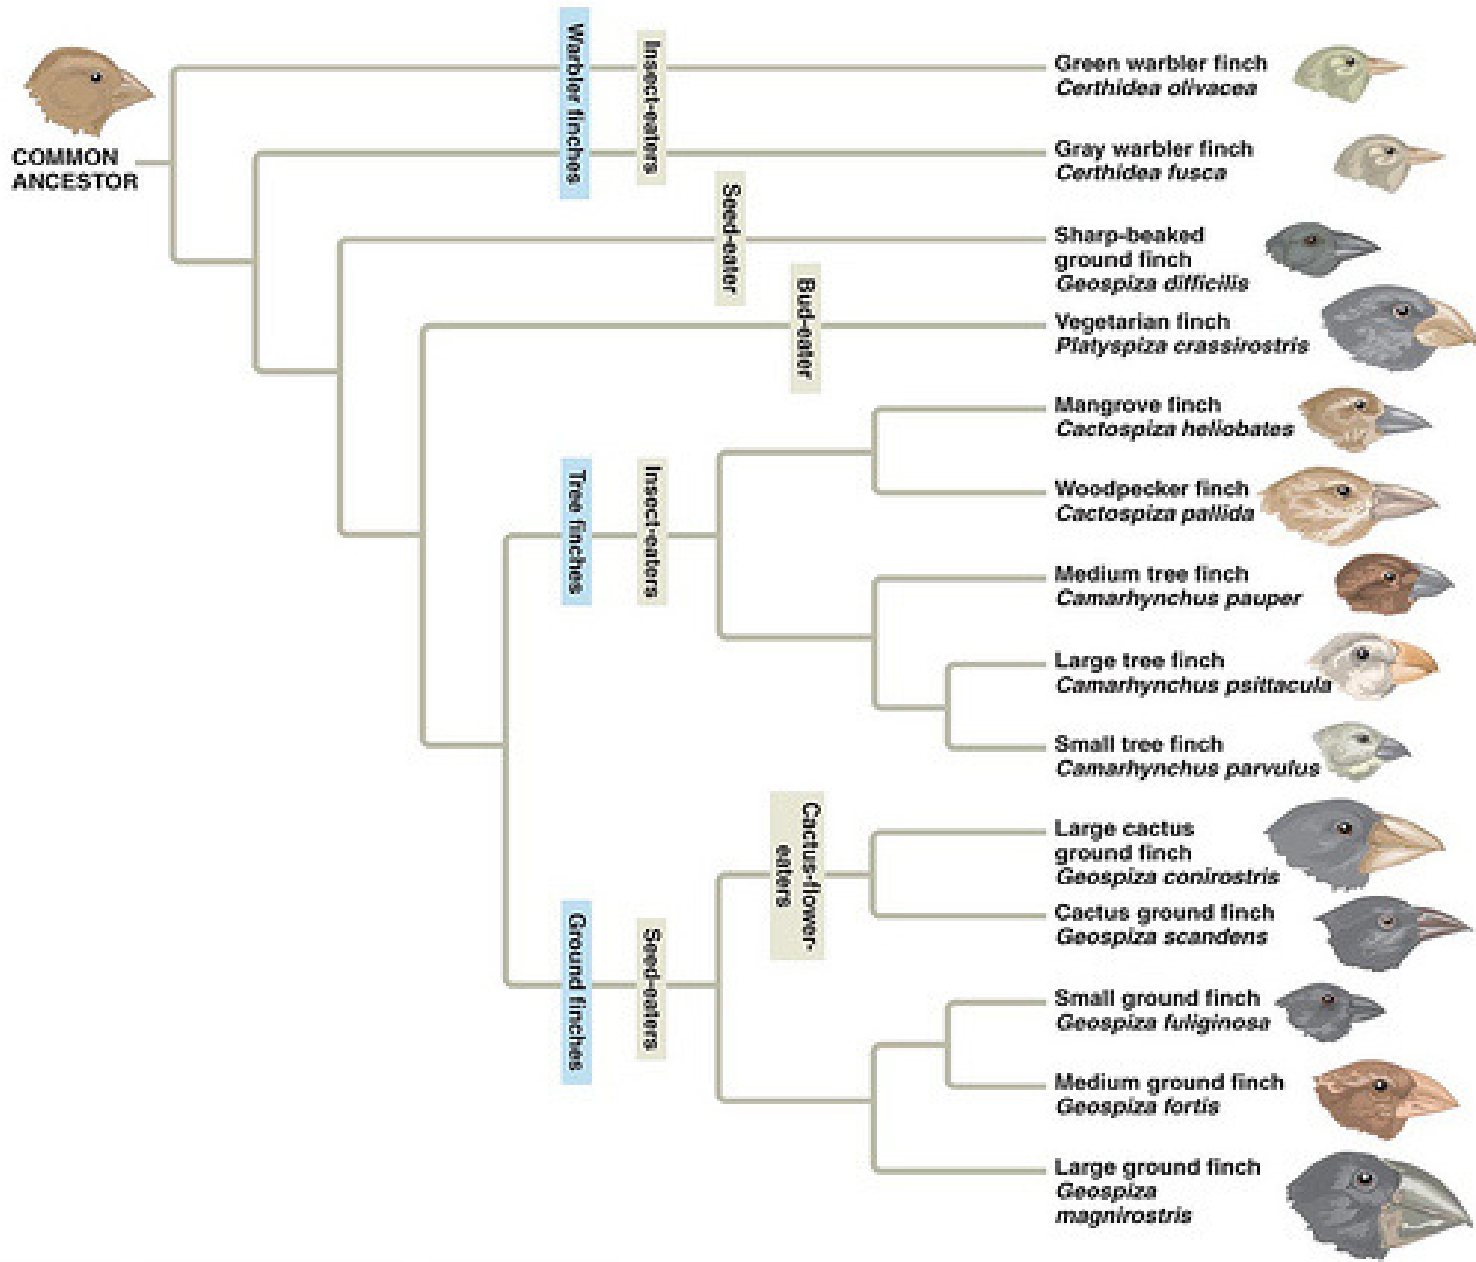 COMMON
ANCESTOR
Warbler finches
Insect-eaters
Green warbler finch
Certhidea olivacea
Gray warbler finch
Certhidea fusca
Seed-eater
Sharp-beaked
ground finch
Geospiza difficilis
Bud-eater
Vegetarian finch
Platyspiza crassirostris
Tree finches
Insect-eaters
Mangrove finch
Cactospiza heliobates
Woodpecker finch
Cactospiza pallida
Medium tree finch
Camarhynchus pauper
Large tree finch
Camarhynchus psittacula
Small tree finch
Camarhynchus parvulus
Ground finches
Seed-eaters
Cactus-flower-
eaters
Large cactus
ground finch
Geospiza conirostris
Cactus ground finch
Geospiza scandens
Small ground finch
Geospiza fuliginosa
Medium ground finch
Geospiza fortis
Large ground finch
Geospiza
magnirostris